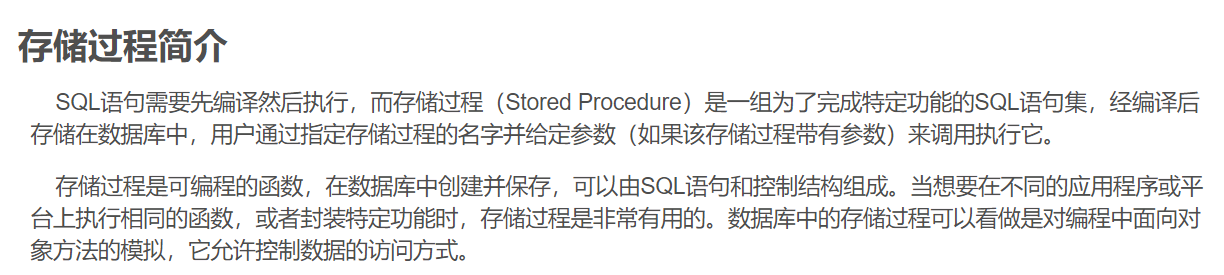 存储过程简介
SQL语句需要先编译然后执行，而存储过程（Stored Procedure）是一组为了完成特定功能的SQL语句集，经编译后
存储在数据库中，用户通过指定存储过程的名字并给定参数（如果该存储过程带有参数）来调用执行它。
存储过程是可编程的函数，在数据库中创建并保存，可以由SQL语句和控制结构组成。当想要在不同的应用程序或平
台上执行相同的函数，或者封装特定功能时，存储过程是非常有用的。数据库中的存储过程可以看做是对编程中面向对
象方法的模拟，它允许控制数据的访问方式。